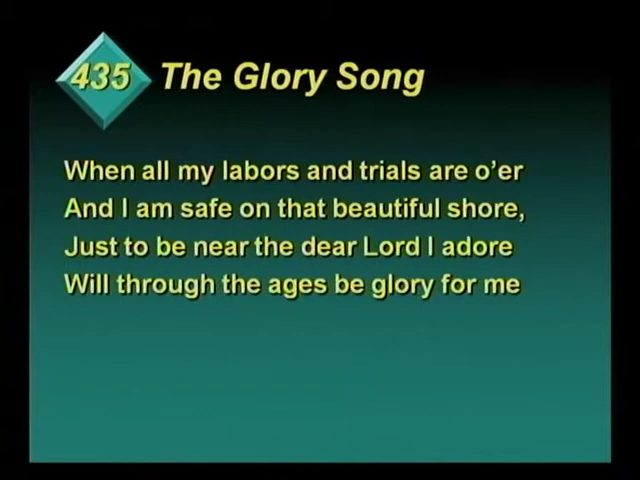 435 The Glory Song
When all my labors and trials are o’er
And I am safe on that beautiful shore,
Just to be near the dear Lord I adore
Will through the ages be glory for me